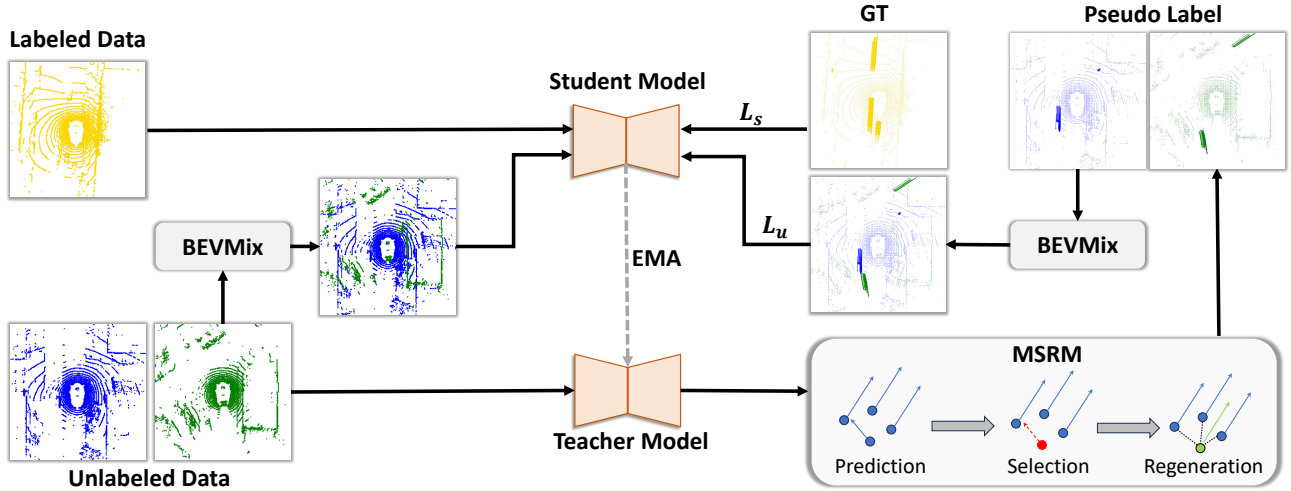 GT
Pseudo Label
Labeled Data
Student Model
L_s
BEVMix
L_u
BEVMix
EMA
MSRM
Prediction
Selection
Regeneration
Teacher Model
Unlabeled Data